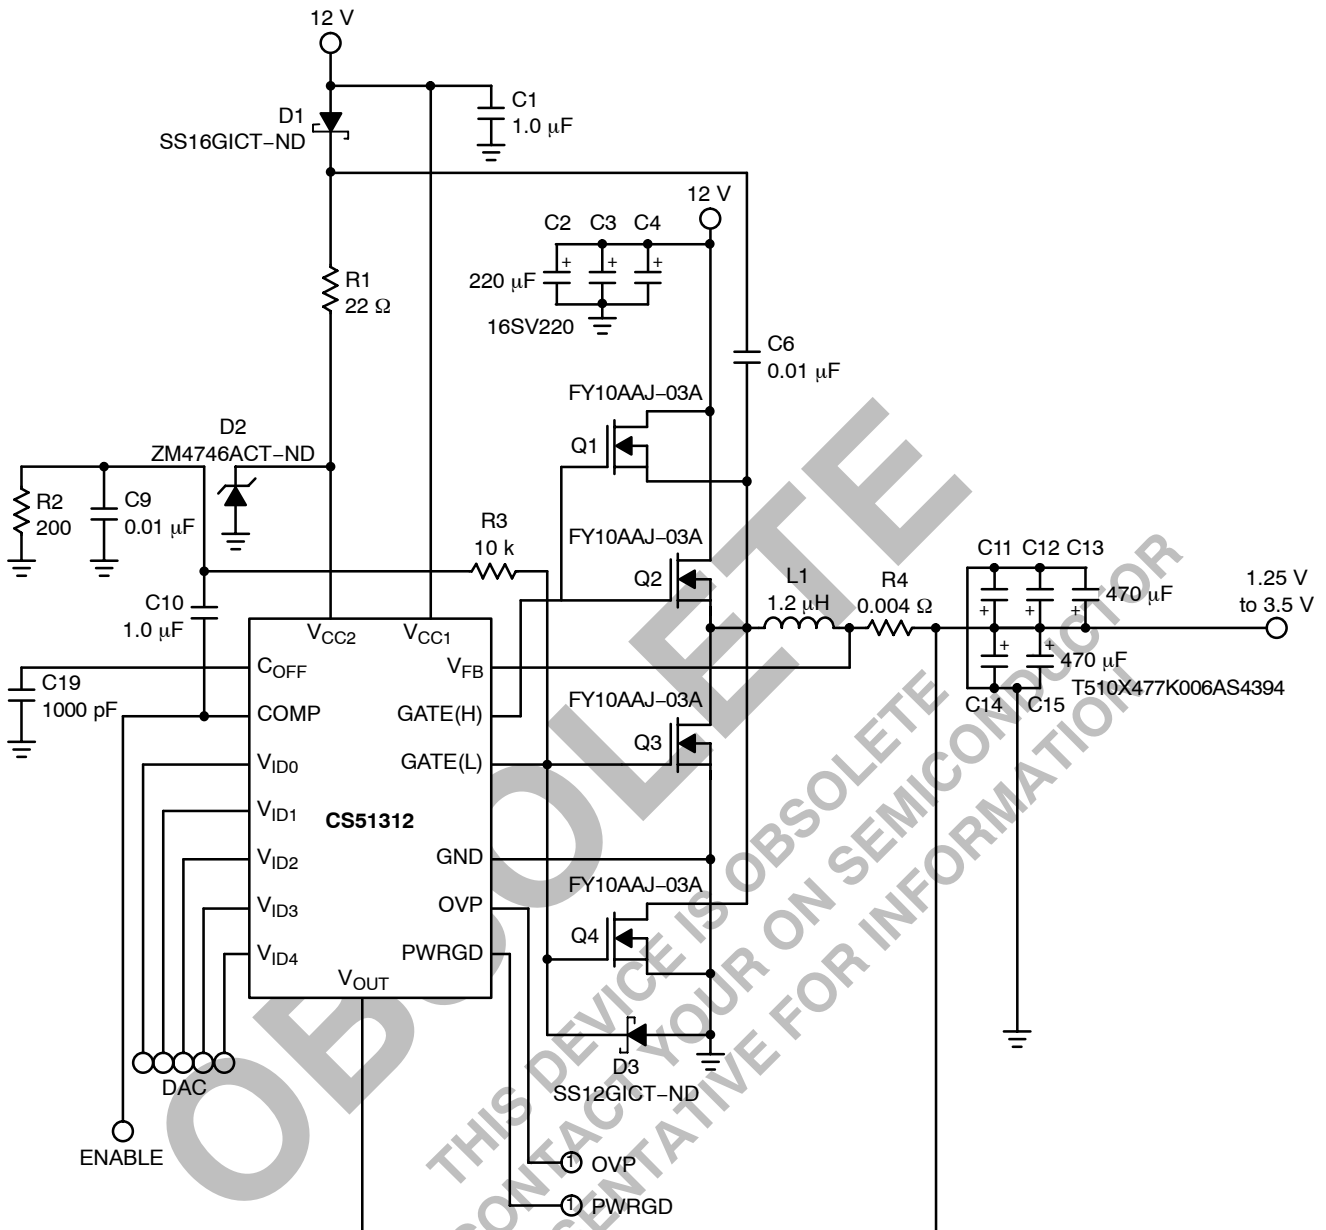 12 V
D1
SS16GICT−ND
C1
1.0 μF
12 V
C2 C3 C4
220 μF
+ + +
16SV220
R1
22 Ω
C6
0.01 μF
FY10AAJ−03A
Q1
D2
ZM4746ACT−ND
R2
200
C9
0.01 μF
R3
10 k
FY10AAJ−03A
Q2
C10
1.0 μF
L1
1.2 μH
R4
0.004 Ω
C11 C12 C13
470 μF
+ + +
1.25 V
to 3.5 V
+ +
470 μF
T510X477K006AS4394
C14 C15
VCC2 VCC1
COFF
VFB
C19
1000 pF
COMP
GATE(H)
FY10AAJ−03A
Q3
VID0
GATE(L)
VID1
CS51312
VID2
GND
FY10AAJ−03A
VID3
OVP
Q4
VID4
PWRGD
VOUT
DAC
D3
SS12GICT−ND
ENABLE
1 OVP
1 PWRGD
OBSOLETE
THIS DEVICE IS OBSOLETE
CONTACT YOUR ON SEMICONDUCTOR
SENTATIVE FOR INFORMATION